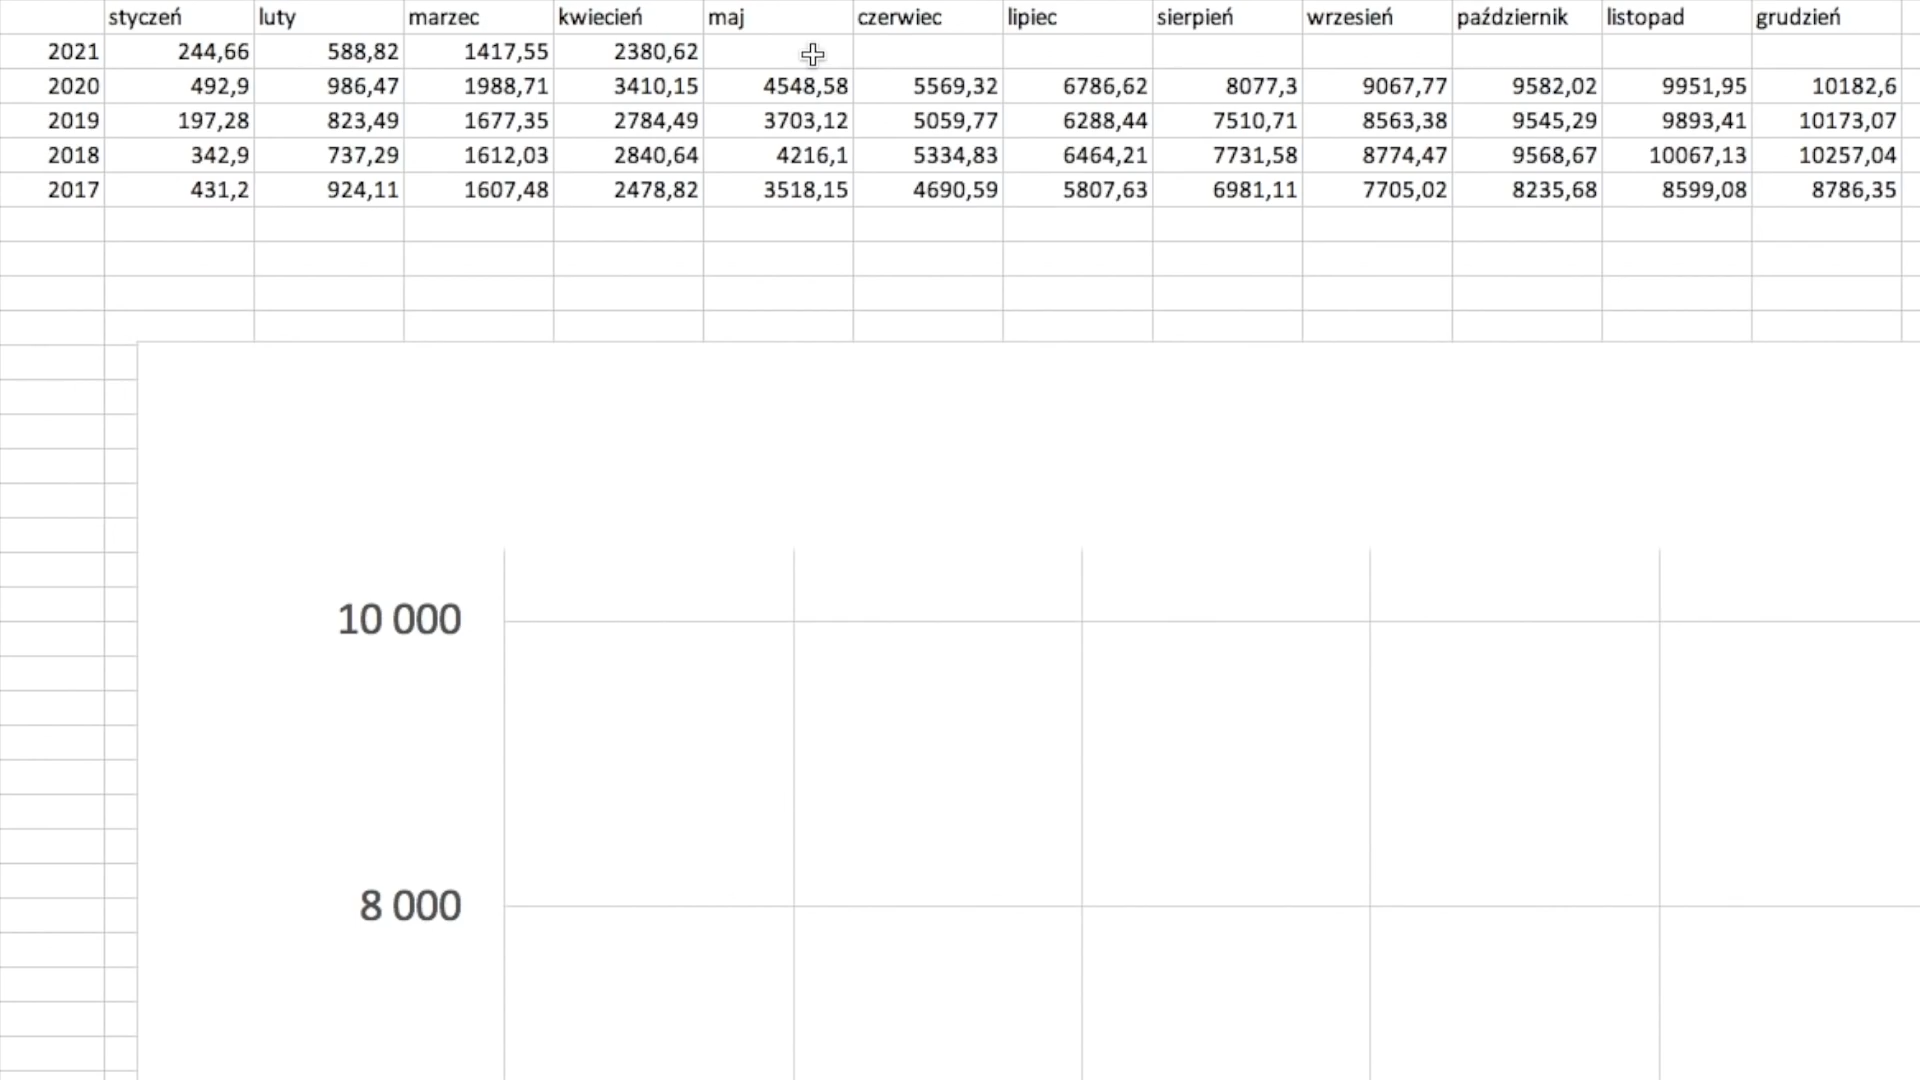 styczeń luty marzec kwiecień maj czerwiec lipiec sierpień wrzesień październik listopad grudzień
2021 244,66 588,82 1417,55 2380,62
2020 492,9 986,47 1988,71 3410,15 4548,58 5569,32 6786,62 8077,3 9067,77 9582,02 9951,95 10182,6
2019 197,28 823,49 1677,35 2784,49 3703,12 5059,77 6288,44 7510,71 8563,38 9545,29 9893,41 10173,07
2018 342,9 737,29 1612,03 2840,64 4216,1 5334,83 6464,21 7731,58 8774,47 9568,67 10067,13 10257,04
2017 431,2 924,11 1607,48 2478,82 3518,15 4690,59 5807,63 6981,11 7705,02 8235,68 8599,08 8786,35
10 000
8 000